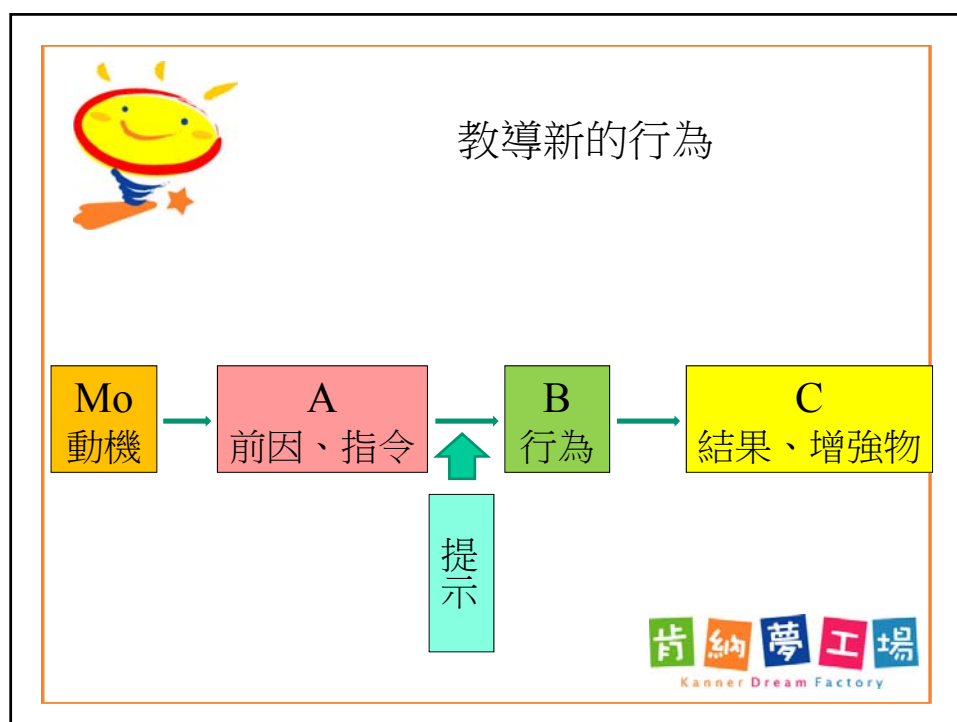 教導新的行為
Mo
動機
A
前因、指令
B
行為
C
結果、增強物
提示
肯納夢工場
Kanner Dream Factory